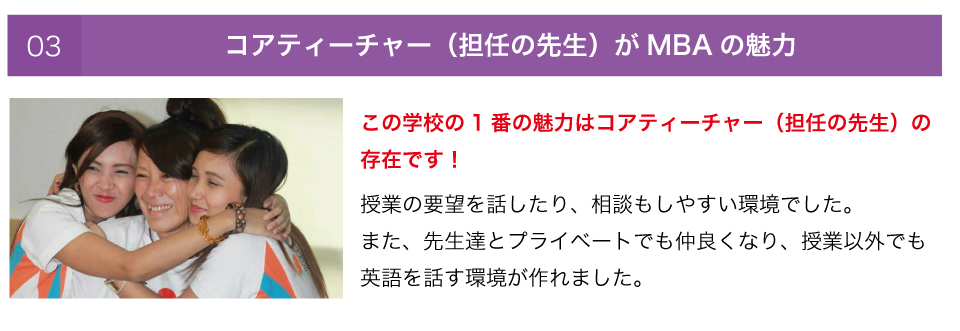 03
コアティーチャー（担任の先生）が MBA の魅力
この学校の 1 番の魅力はコアティーチャー（担任の先生）の
存在です！
授業の要望を話したり、相談もしやすい環境でした。
また、先生達とプライベートでも仲良くなり、授業以外でも
英語を話す環境が作れました。